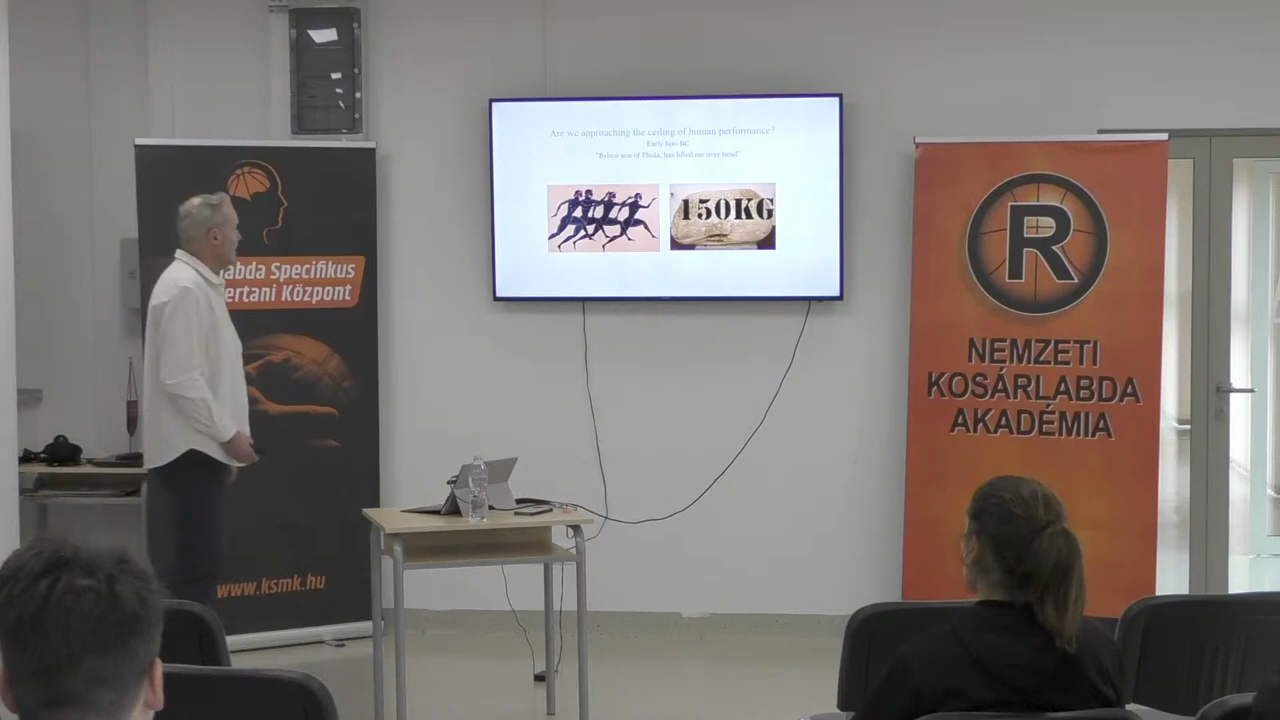 Are we approaching the ceiling of human performance?
Early 600 BC
"Bybon son of Phola, has lifted me over head"
150KG
abda Specifikus
ertani Központ
www.ksmk.hu
R
NEMZETI
KOSÁRLABDA
AKADÉMIA